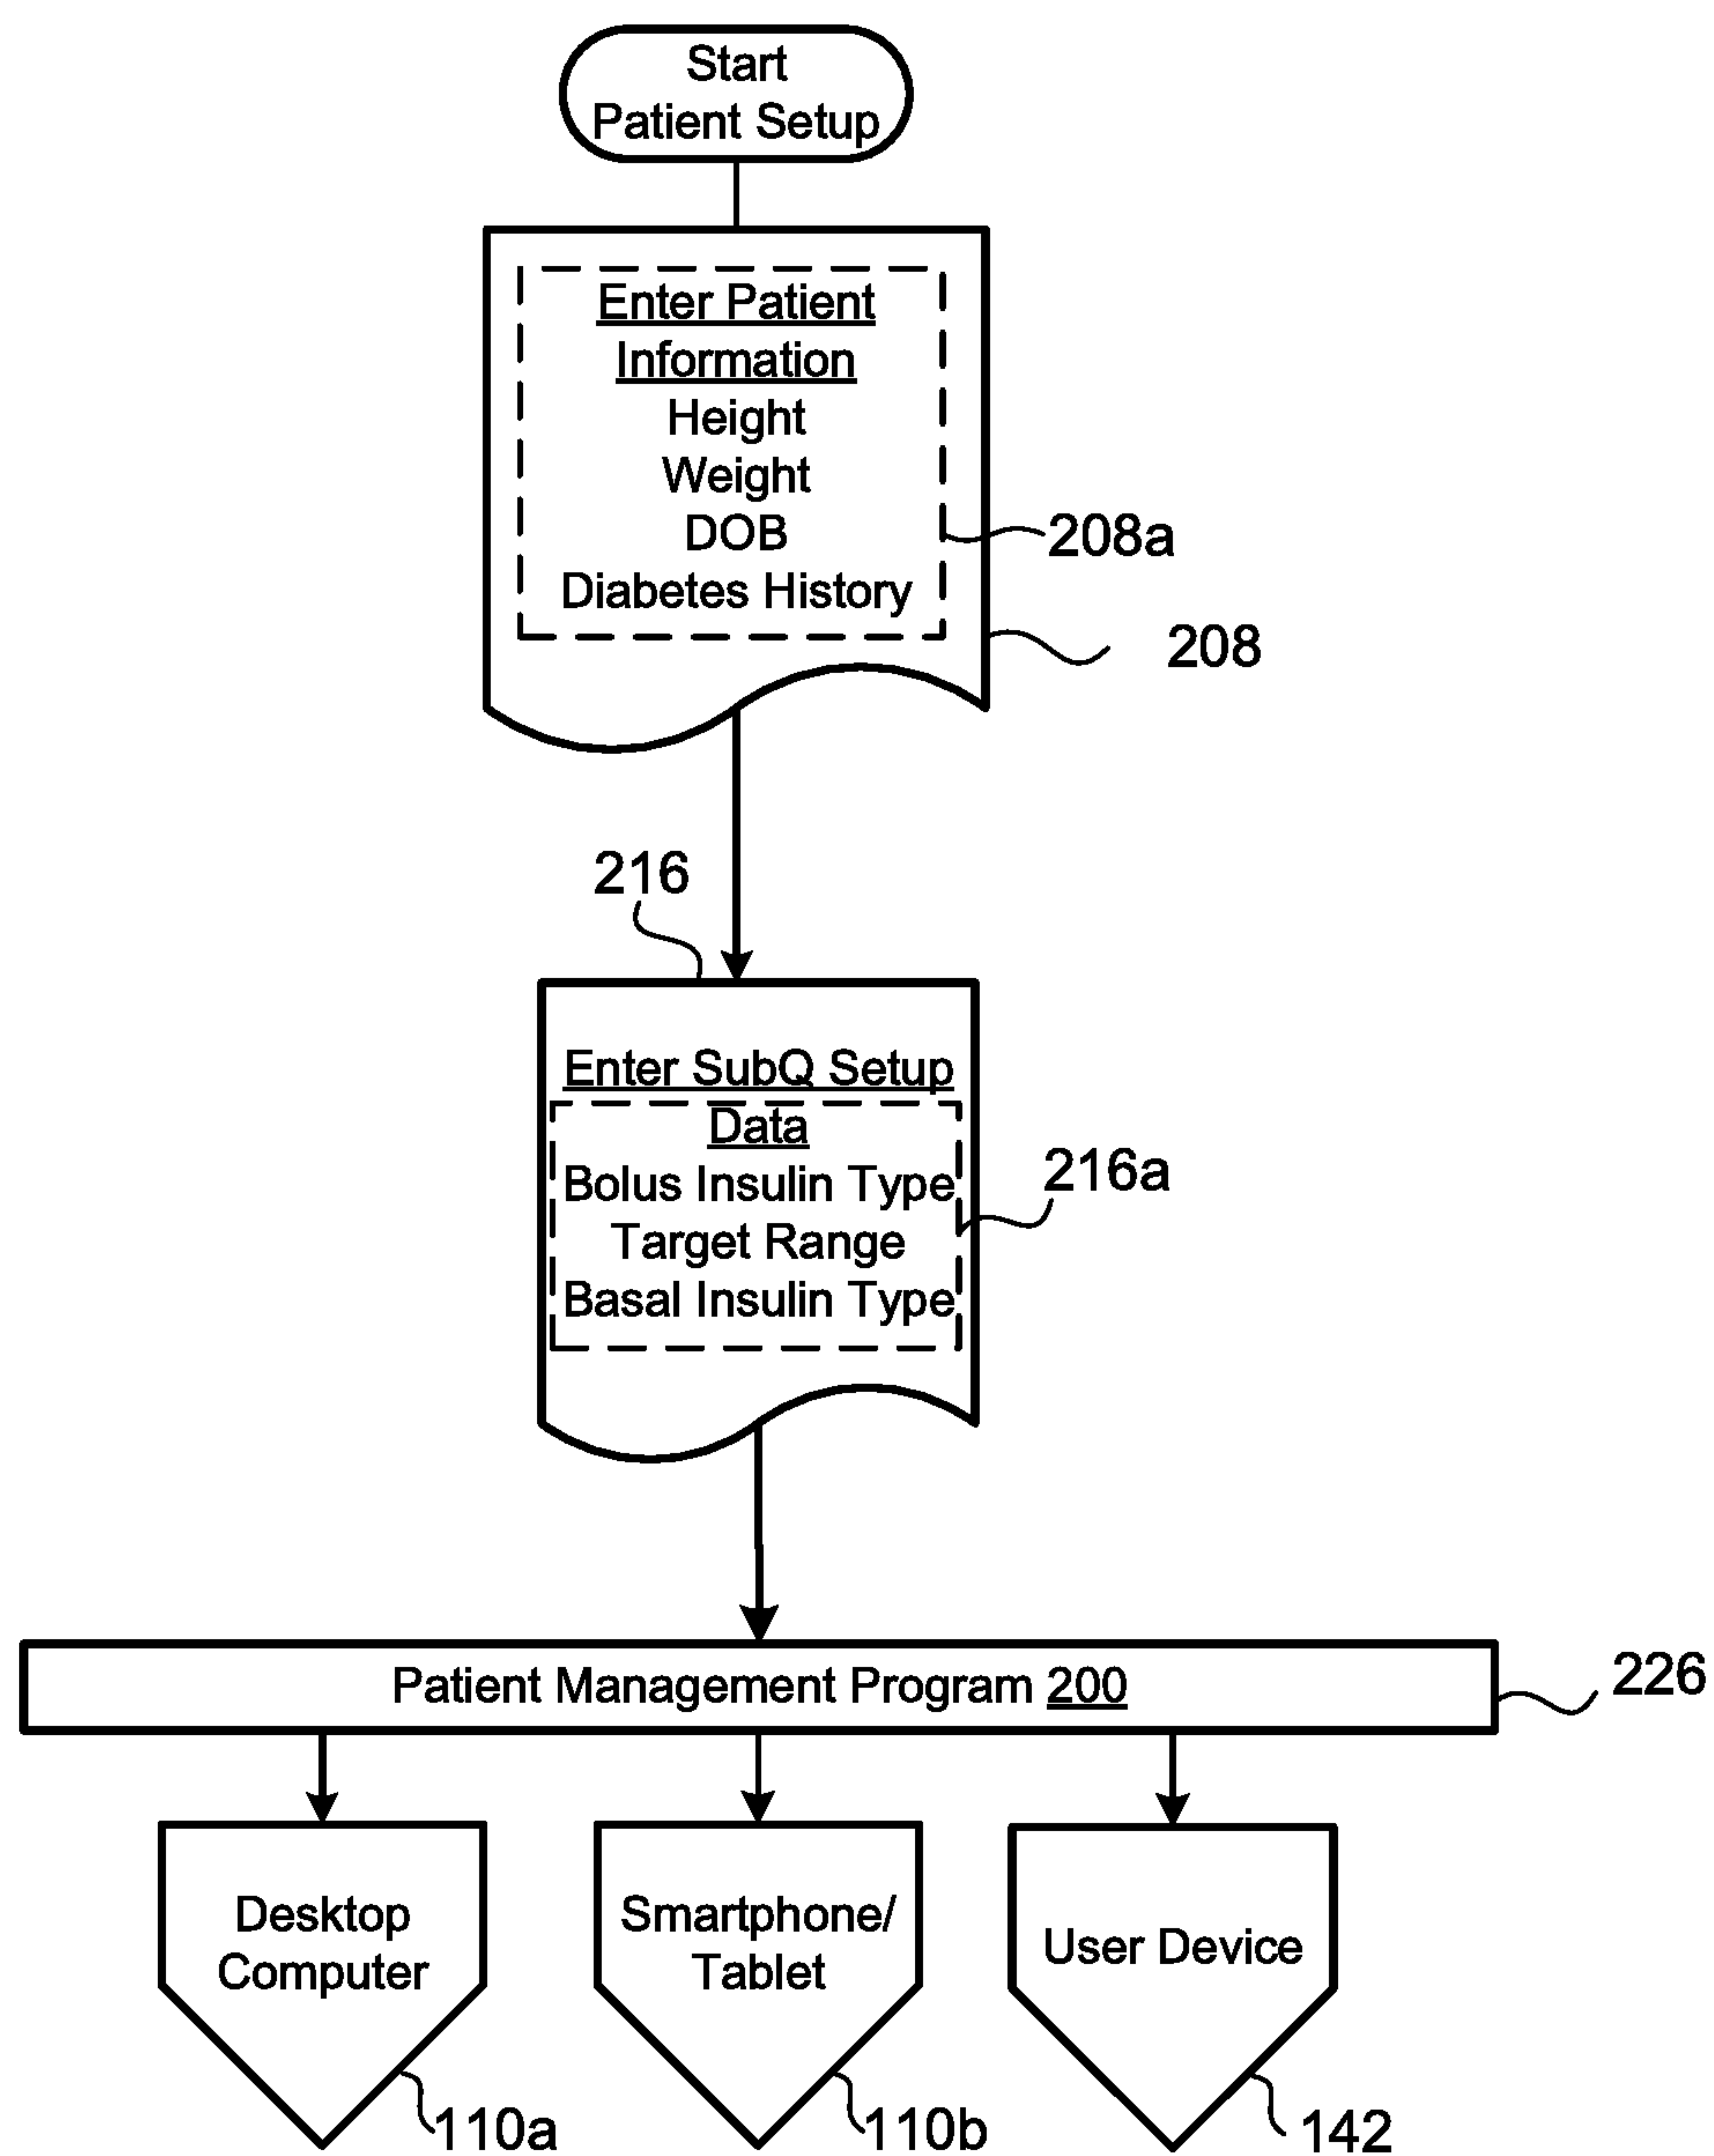 Start
Patient Setup
Enter Patient
Information
Height
Weight
DOB
Diabetes History
208a
208
216
Enter SubQ Setup
Data
Bolus Insulin Type
Target Range
Basal Insulin Type
216a
Patient Management Program 200
226
Desktop
Computer
110a
Smartphone/
Tablet
110b
User Device
142